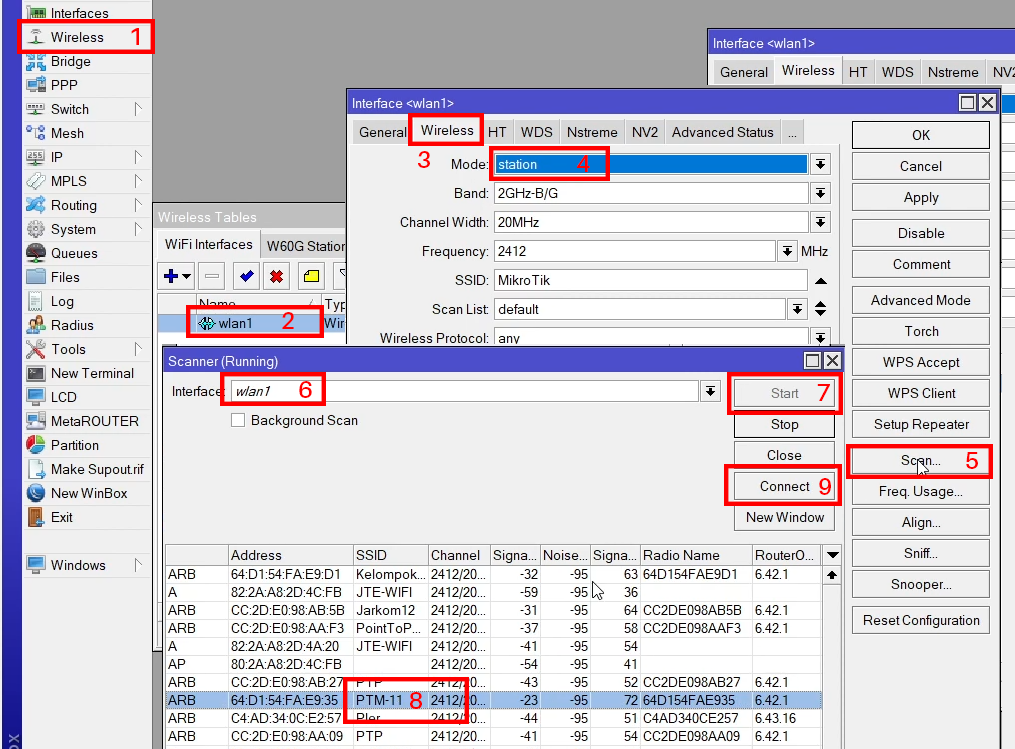 Interfaces
Wireless 1
Bridge
PPP
Switch
Mesh
IP
MPLS
Routing
System
Queues
Files
Log
Radius
Tools
New Terminal
LCD
MetaROUTER
Partition
Make Supout.rif
New WinBox
Exit
Windows
Interface <wlan1>
General Wireless HT WDS Nstreme NV2
Interface <wlan1>
General Wireless HT WDS Nstreme NV2 Advanced Status ...
3
Mode: station 4
Band: 2GHz-B/G
Channel Width: 20MHz
Frequency: 2412 MHz
SSID: MikroTik
Scan List: default
Wireless Protocol: any
OK
Cancel
Apply
Disable
Comment
Advanced Mode
Torch
WPS Accept
WPS Client
Setup Repeater
Scan... 5
Freq. Usage...
Align...
Sniff...
Snooper...
Reset Configuration
Wireless Tables
WiFi Interfaces W60G Station
Name Typ
wlan1 2 Wir
Scanner (Running)
Interface: wlan1 6
Background Scan
Start 7
Stop
Close
Connect 9
New Window
Address SSID Channel Signa... Noise... Signa... Radio Name RouterO...
ARB 64:D1:54:FA:E9:D1 Kelompok... 2412/20... -32 -95 63 64D154FAE9D1 6.42.1
A 82:2A:A8:2D:4C:FB JTE-WIFI 2412/20... -59 -95 36
ARB CC:2D:E0:98:AB:5B Jarkom12 2412/20... -31 -95 64 CC2DE098AB5B 6.42.1
ARB CC:2D:E0:98:AA:F3 PointToP... 2412/20... -37 -95 58 CC2DE098AAF3 6.42.1
A 82:2A:A8:2D:4A:20 JTE-WIFI 2412/20... -41 -95 54
AP 80:2A:A8:2D:4C:FB 2412/20... -54 -95 41
ARB CC:2D:E0:98:AB:27 PTP 2412/20... -43 -95 52 CC2DE098AB27 6.42.1
ARB 64:D1:54:FA:E9:35 PTM-11 8 2412/20... -23 -95 72 64D154FAE935 6.42.1
ARB C4:AD:34:0C:E2:57 Pler 2412/20... -44 -95 51 C4AD340CE257 6.43.16
ARB CC:2D:E0:98:AA:09 PTP 2412/20... -41 -95 54 CC2DE098AA09 6.42.1